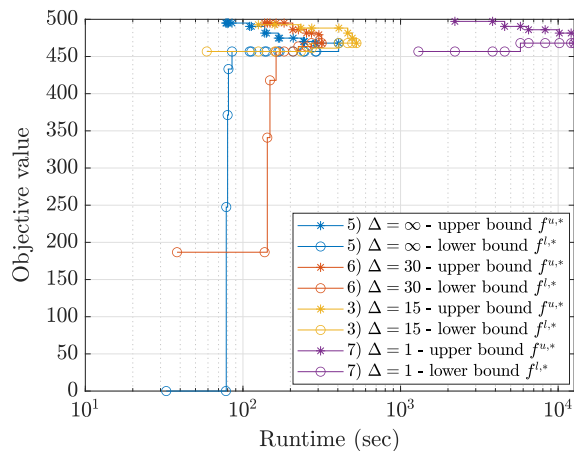 500
450
400
350
300
250
200
150
100
50
0
Objective value
10^1
10^2
10^3
10^4
Runtime (sec)
5) Δ = ∞ - upper bound f^{u,*}
5) Δ = ∞ - lower bound f^{l,*}
6) Δ = 30 - upper bound f^{u,*}
6) Δ = 30 - lower bound f^{l,*}
3) Δ = 15 - upper bound f^{u,*}
3) Δ = 15 - lower bound f^{l,*}
7) Δ = 1 - upper bound f^{u,*}
7) Δ = 1 - lower bound f^{l,*}